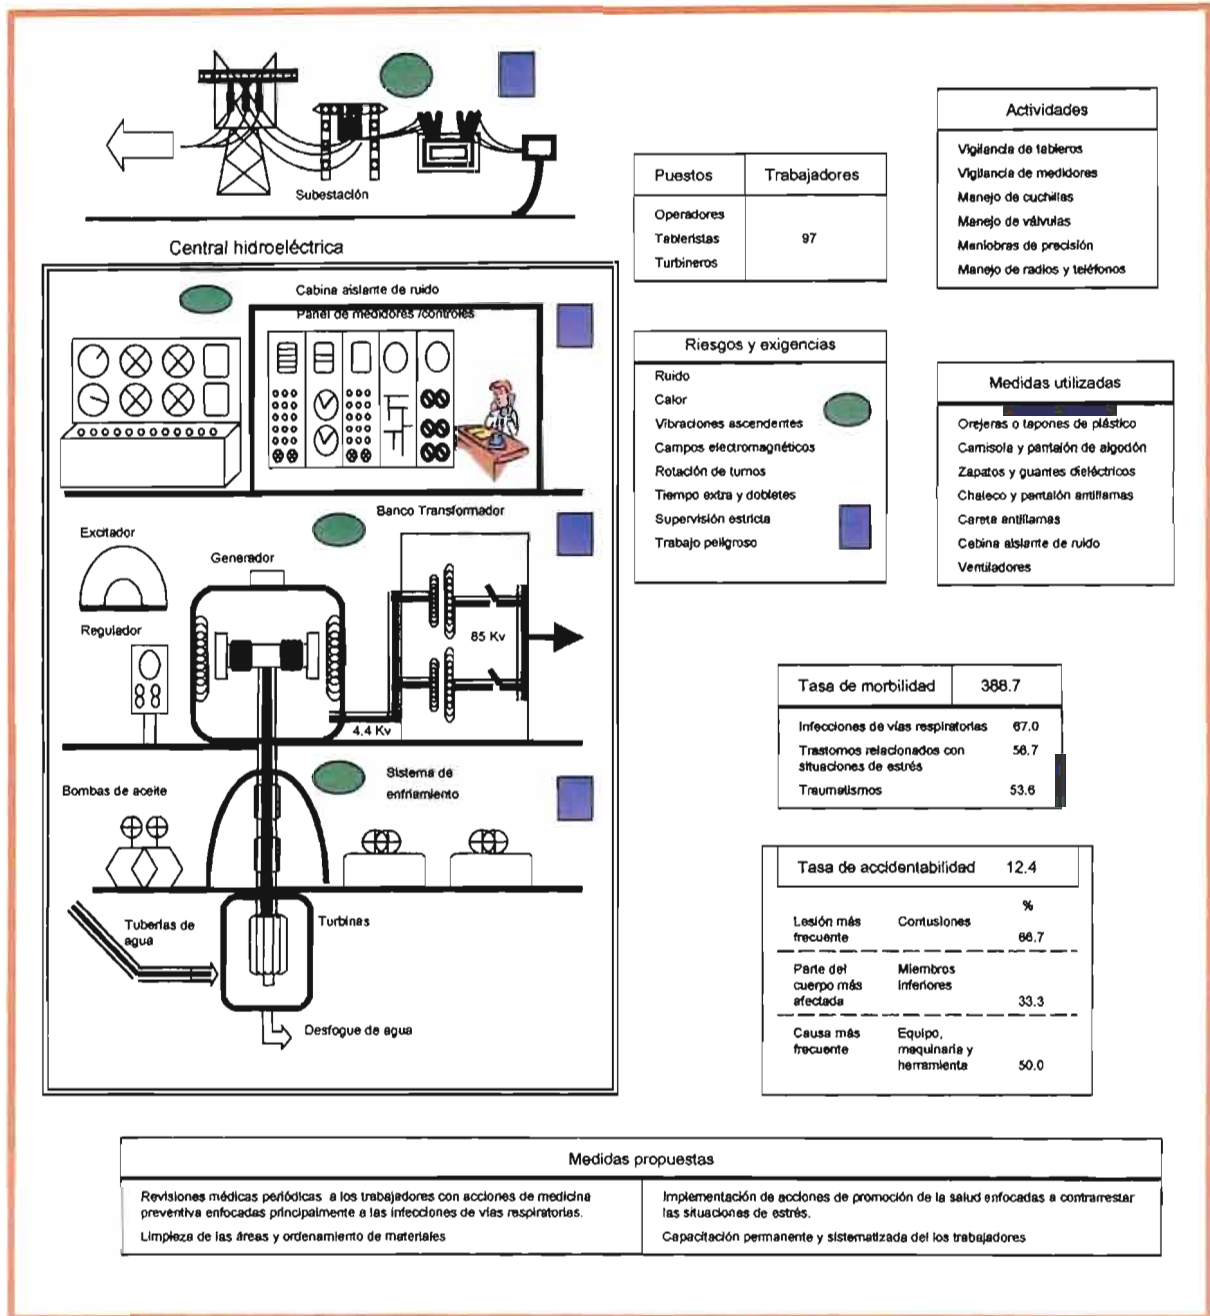 Subestación
Central hidroeléctrica
Cabina aislante de ruido
Panel de medidores /controles
Banco Transformador
Excitador
Generador
Regulador
85 Kv
4.4 Kv
Sistema de
enfriamiento
Bombas de aceite
Tuberías de
agua
Turbinas
Desfogue de agua
Puestos Trabajadores
Operadores
Tableristas 97
Turbineros
Actividades
Vigilancia de tableros
Vigilancia de medidores
Manejo de cuchillas
Manejo de válvulas
Maniobras de precisión
Manejo de radios y teléfonos
Riesgos y exigencias
Ruido
Calor
Vibraciones ascendentes
Campos electromagnéticos
Rotación de turnos
Tiempo extra y dobletes
Supervisión estricta
Trabajo peligroso
Medidas utilizadas
Orejeras o tapones de plástico
Camisola y pantalón de algodón
Zapatos y guantes dieléctricos
Chaleco y pantalón antiflamas
Careta antiflamas
Cabina aislante de ruido
Ventiladores
Tasa de morbilidad 388.7
Infecciones de vías respiratorias 67.0
Trastornos relacionados con 56.7
situaciones de estrés
Traumatismos 53.6
Tasa de accidentabilidad 12.4
%
Lesión más Contusiones
frecuente 66.7
Parte del Miembros
cuerpo más inferiores
afectada 33.3
Causa más Equipo,
frecuente maquinaria y
herramienta 50.0
Medidas propuestas
Revisiones médicas periódicas a los trabajadores con acciones de medicina
preventiva enfocadas principalmente a las infecciones de vías respiratorias.
Limpieza de las áreas y ordenamiento de materiales
Implementación de acciones de promoción de la salud enfocadas a contrarrestar
las situaciones de estrés.
Capacitación permanente y sistematizada del los trabajadores